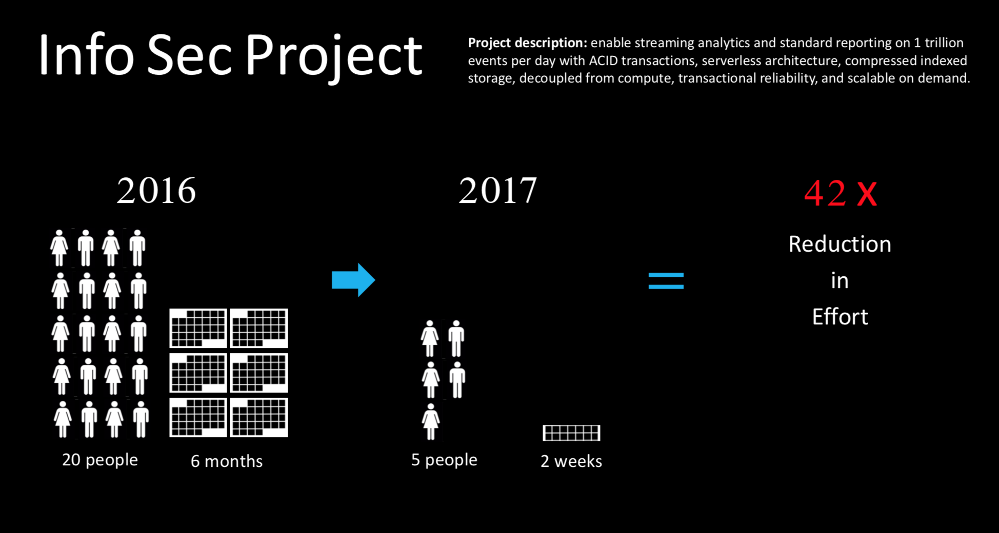 Info Sec Project
Project description: enable streaming analytics and standard reporting on 1 trillion
events per day with ACID transactions, serverless architecture, compressed indexed
storage, decoupled from compute, transactional reliability, and scalable on demand.
2016
20 people
6 months
2017
5 people
2 weeks
42 X
Reduction
in
Effort